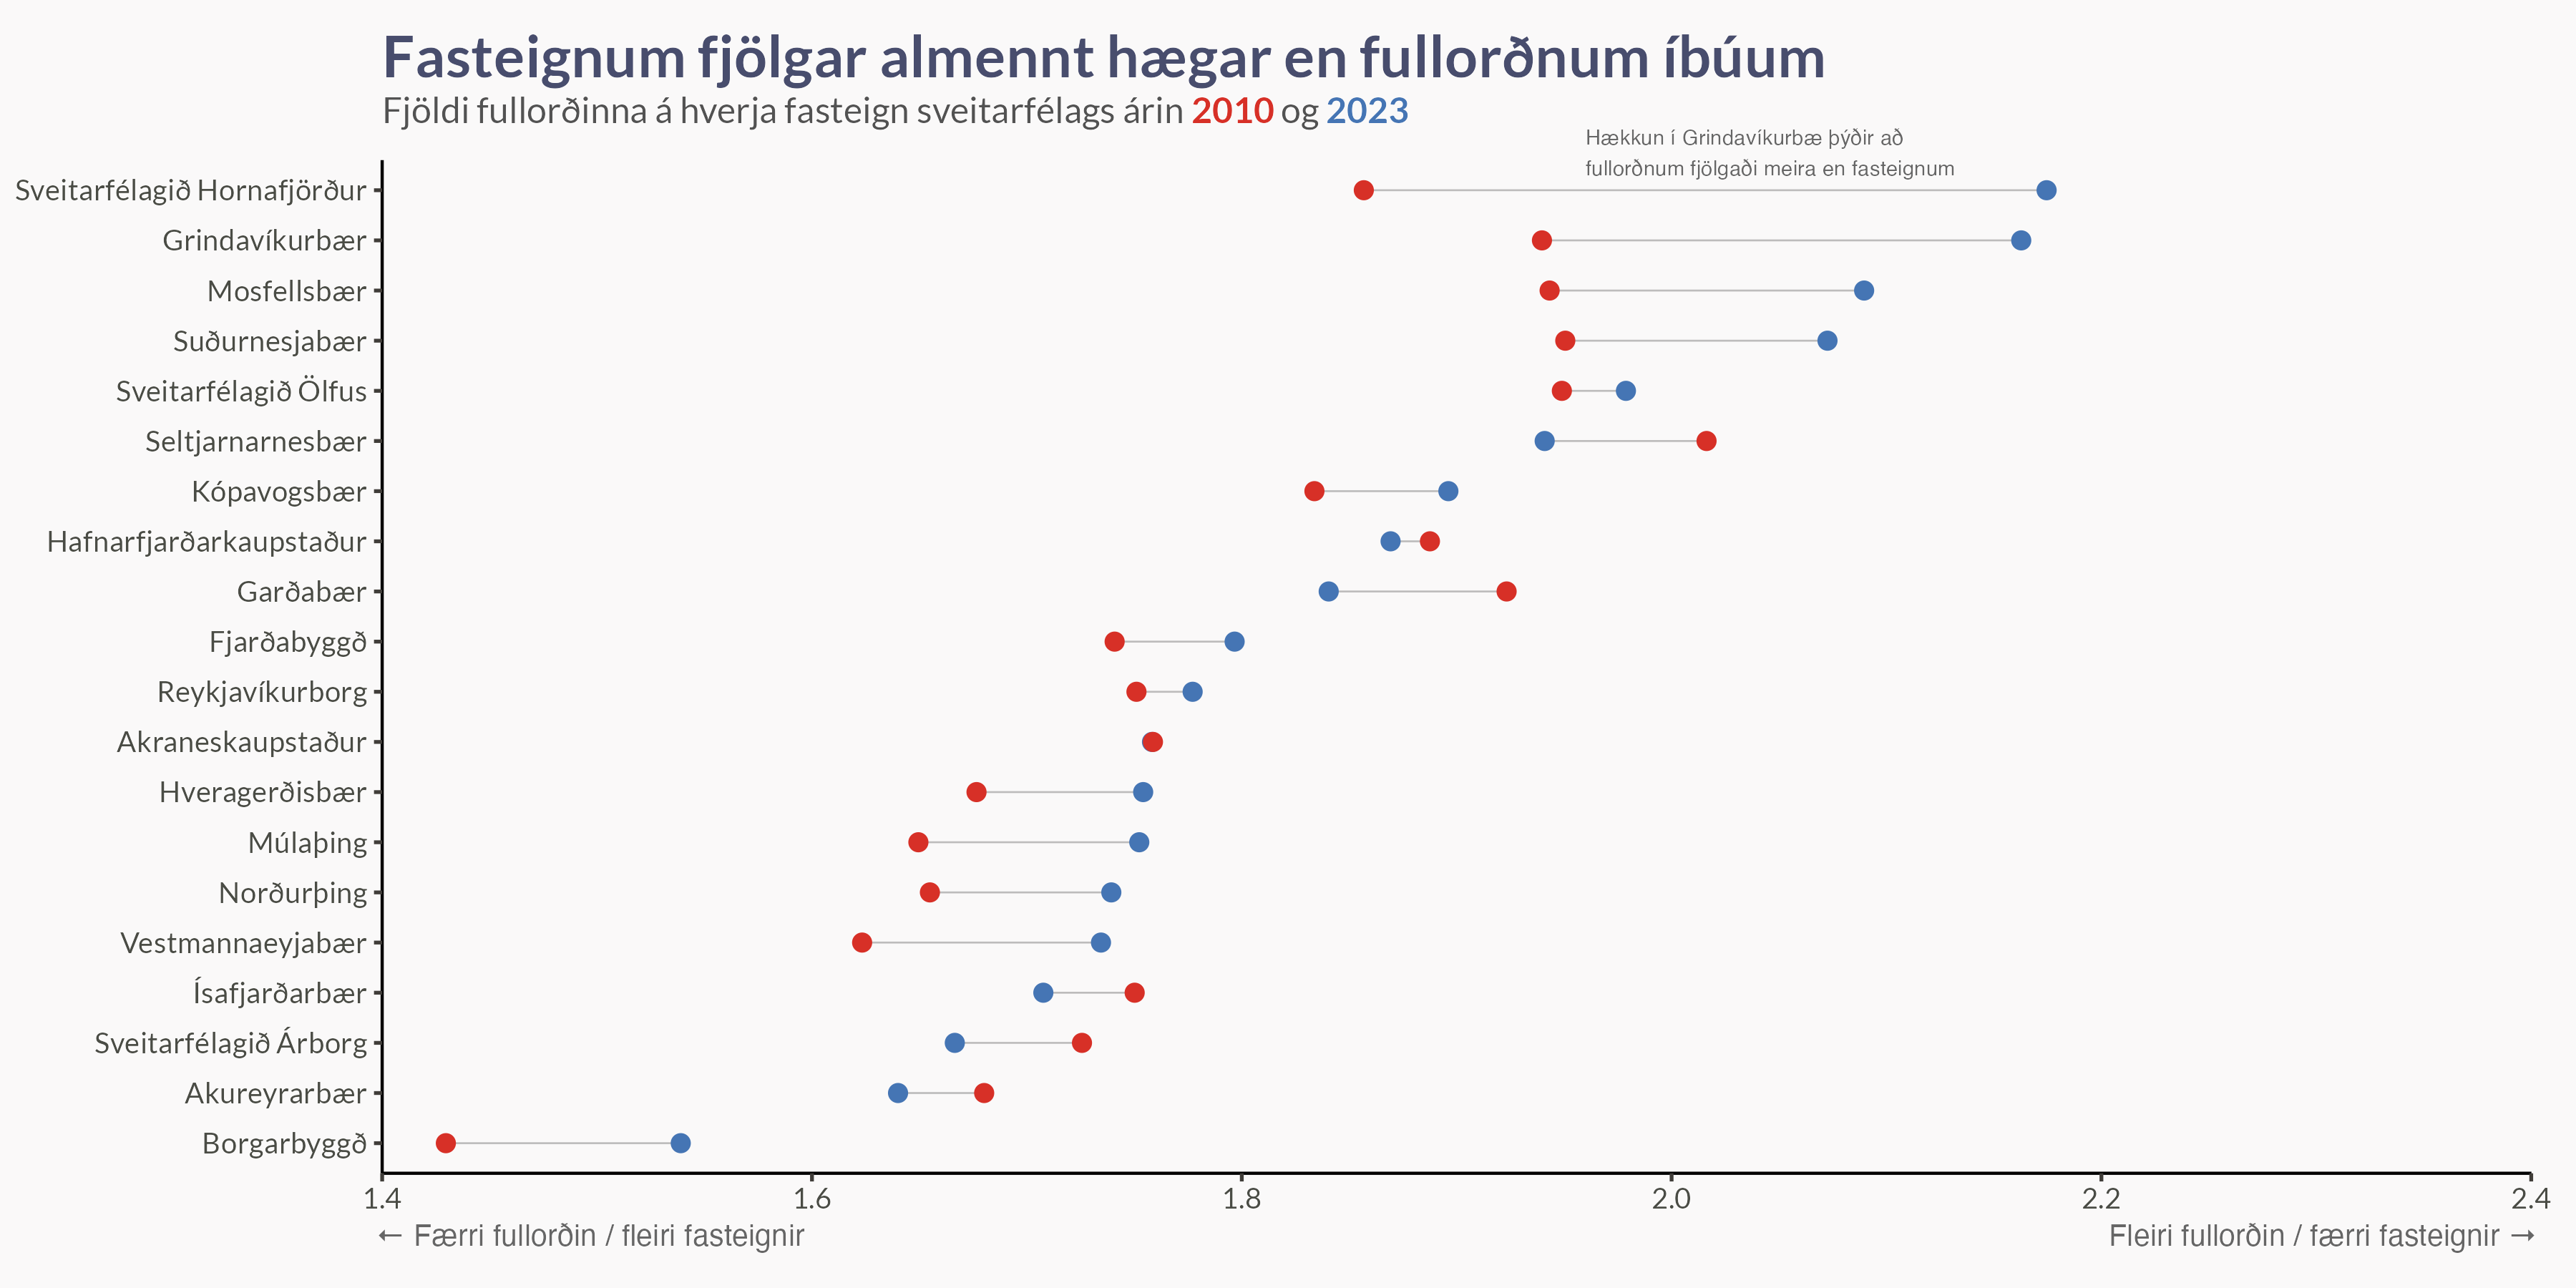 Fasteignum fjölgar almennt hægar en fullorðnum íbúum
Fjöldi fullorðinna á hverja fasteign sveitarfélags árin 2010 og 2023
Hækkun í Grindavíkurbæ þýðir að
fullorðnum fjölgaði meira en fasteignum
Sveitarfélagið Hornafjörður
Grindavíkurbær
Mosfellsbær
Suðurnesjabær
Sveitarfélagið Ölfus
Seltjarnarnesbær
Kópavogsbær
Hafnarfjarðarkaupstaður
Garðabær
Fjarðabyggð
Reykjavíkurborg
Akraneskaupstaður
Hveragerðisbær
Múlaþing
Norðurþing
Vestmannaeyjabær
Ísafjarðarbær
Sveitarfélagið Árborg
Akureyrarbær
Borgarbyggð
1.4 1.6 1.8 2.0 2.2 2.4
← Færri fullorðin / fleiri fasteignir Fleiri fullorðin / færri fasteignir →